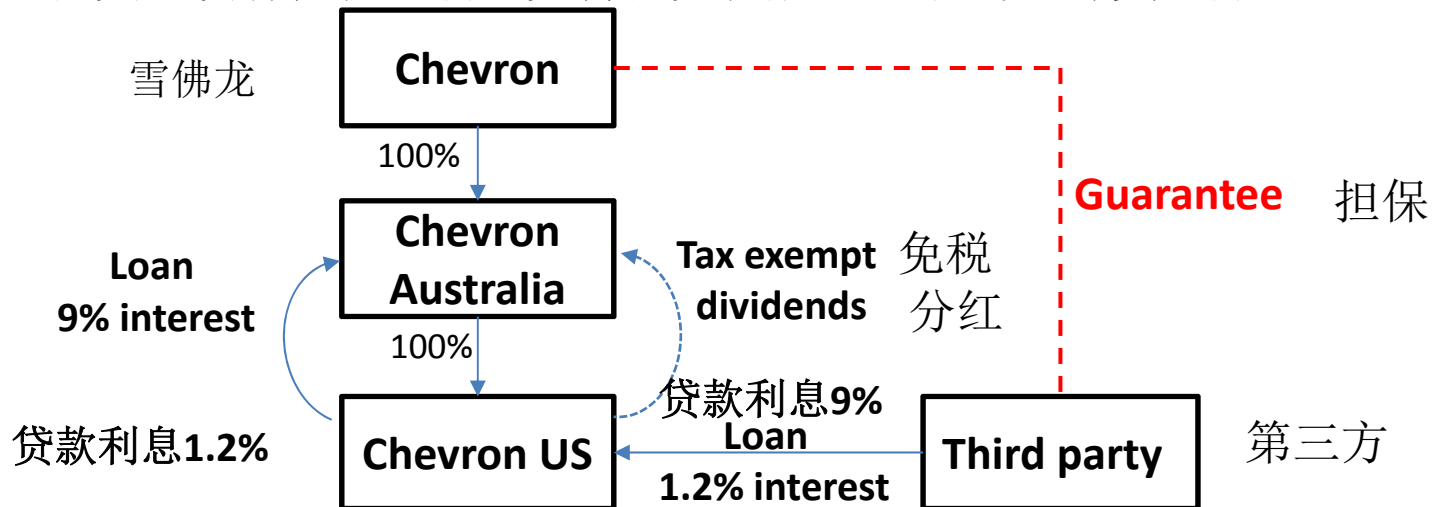 Chevron
雪佛龙
100%
Guarantee
担保
Chevron
Australia
Loan
9% interest
Tax exempt
dividends
免税
分红
100%
贷款利息9%
贷款利息1.2%
Chevron US
Loan
1.2% interest
Third party
第三方